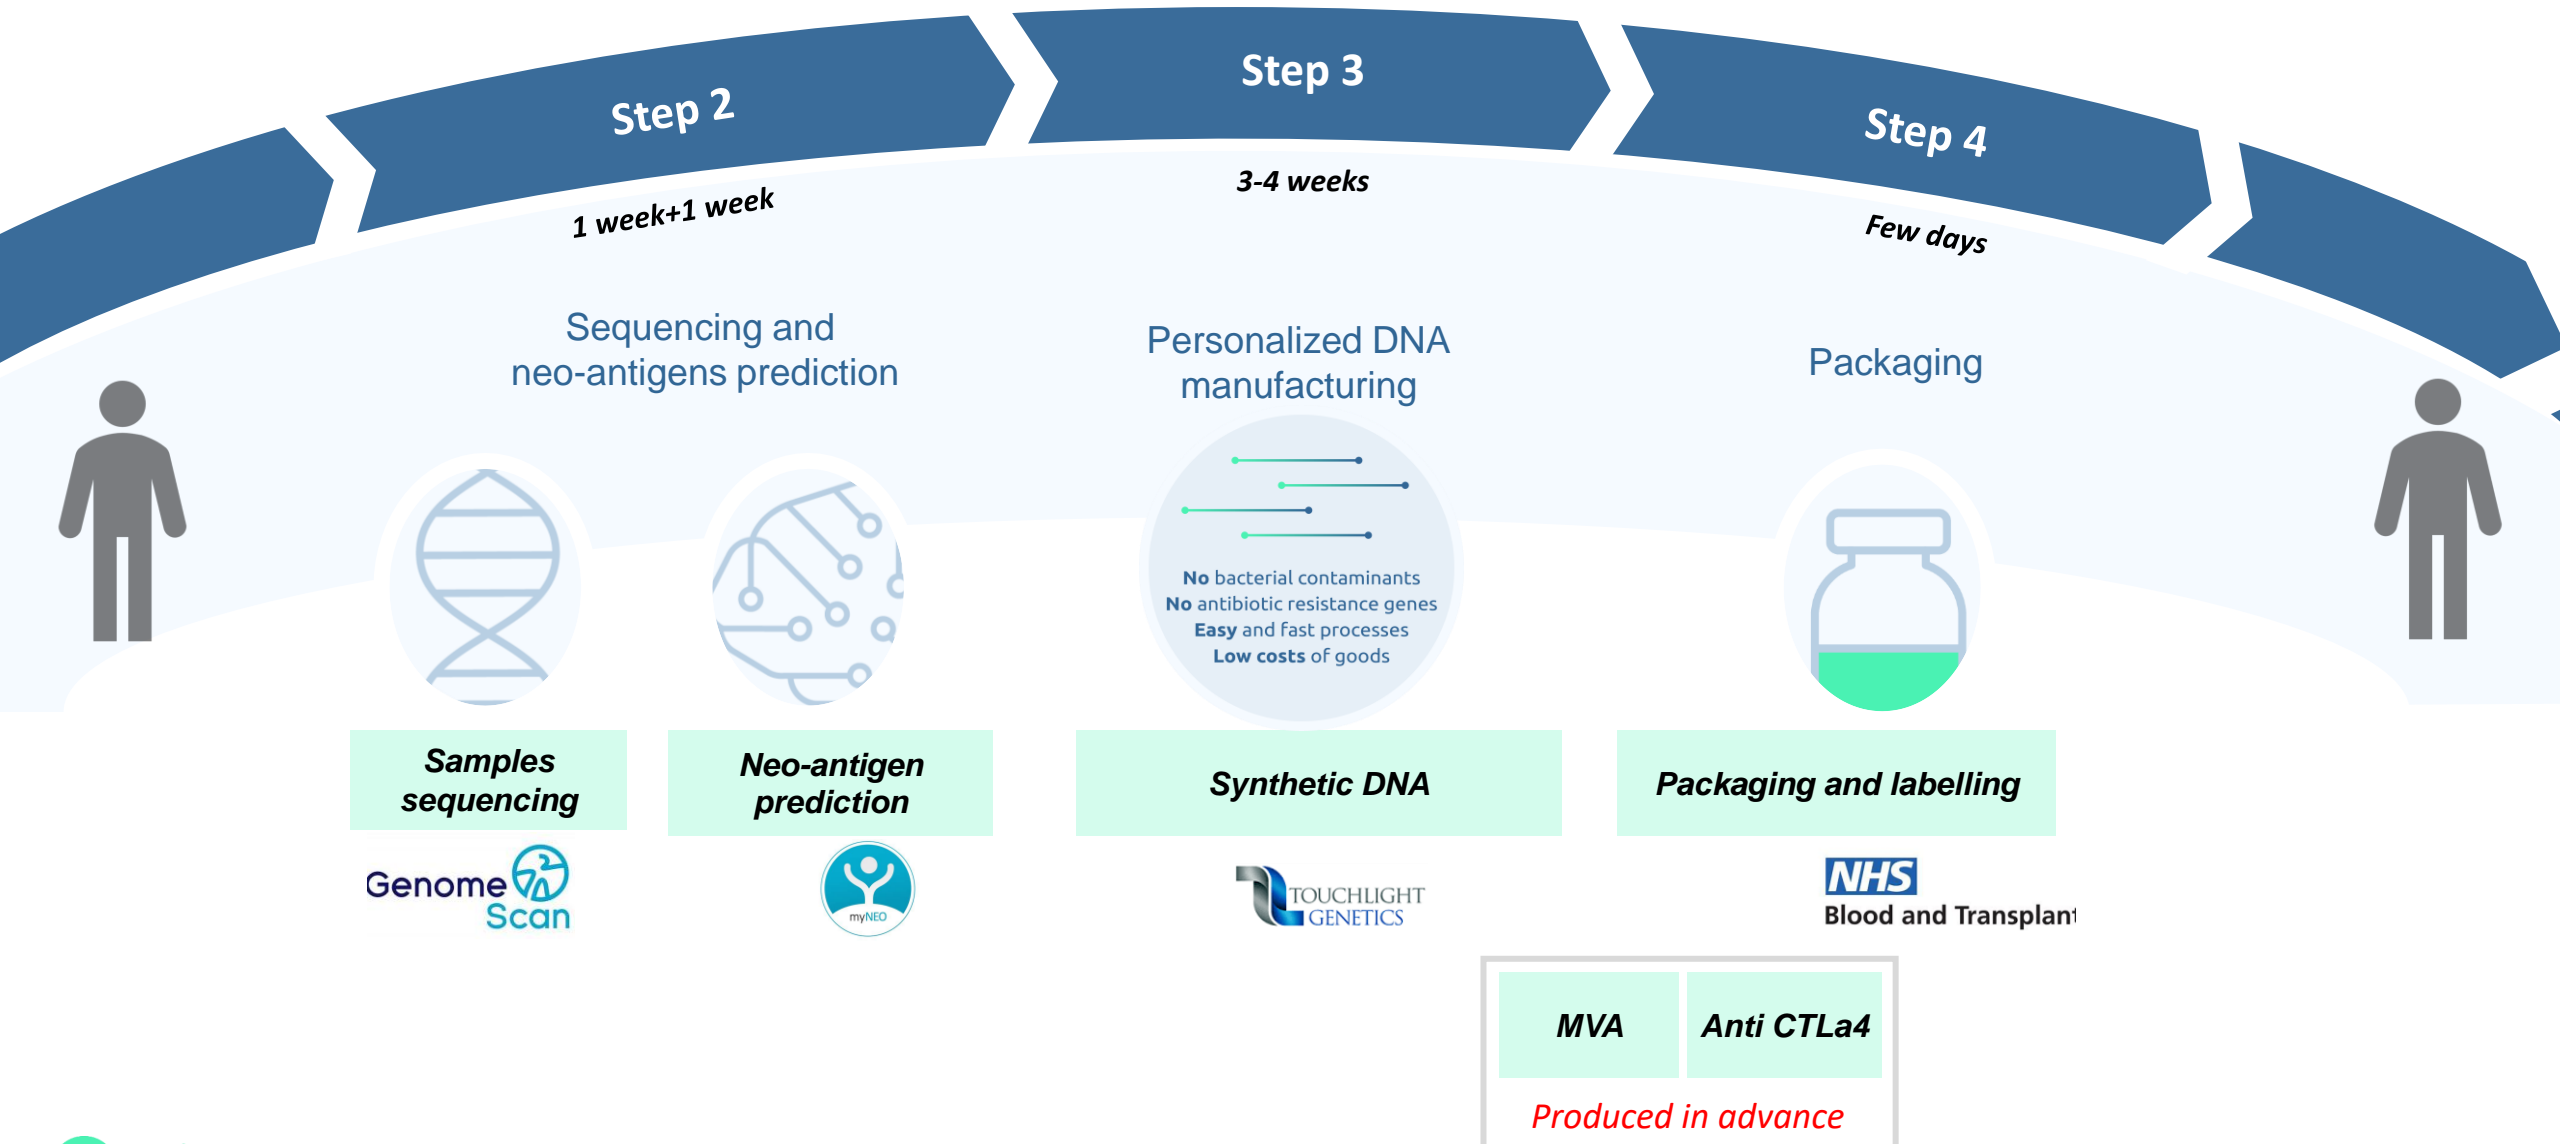 Step 2
Step 3
Step 4
1 week+1 week
3-4 weeks
Few days
Sequencing and
neo-antigens prediction
Personalized DNA
manufacturing
Packaging
No bacterial contaminants
No antibiotic resistance genes
Easy and fast processes
Low costs of goods
Samples
sequencing
Neo-antigen
prediction
Synthetic DNA
Packaging and labelling
Genome
Scan
myNEO
TOUCHLIGHT
GENETICS
NHS
Blood and Transplant
MVA
Anti CTLa4
Produced in advance